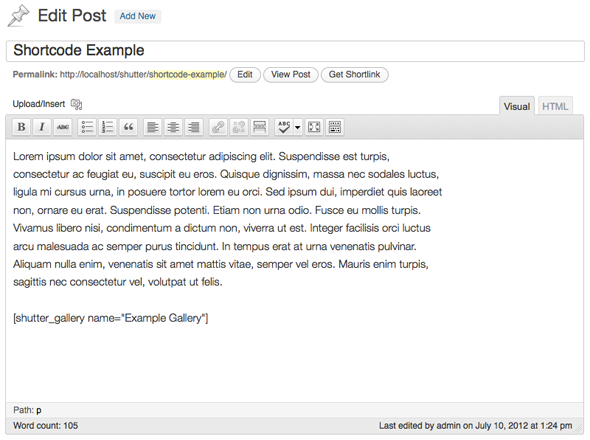 Edit Post Add New
Shortcode Example
Permalink: http://localhost/shutter/shortcode-example/ Edit View Post Get Shortlink
Upload/Insert Visual HTML
B I ABC ABC
Lorem ipsum dolor sit amet, consectetur adipiscing elit. Suspendisse est turpis,
consectetur ac feugiat eu, suscipit eu eros. Quisque dignissim, massa nec sodales luctus,
ligula mi cursus urna, in posuere tortor lorem eu orci. Sed ipsum dui, imperdiet quis laoreet
non, ornare eu erat. Suspendisse potenti. Etiam non urna odio. Fusce eu mollis turpis.
Vivamus libero nisi, condimentum a dictum non, viverra ut est. Integer facilisis orci luctus
arcu malesuada ac semper purus tincidunt. In tempus erat at urna venenatis pulvinar.
Aliquam nulla enim, venenatis sit amet mattis vitae, semper vel eros. Mauris enim turpis,
sagittis nec consectetur vel, volutpat ut felis.
[shutter_gallery name="Example Gallery"]
Path: p
Word count: 105 Last edited by admin on July 10, 2012 at 1:24 pm